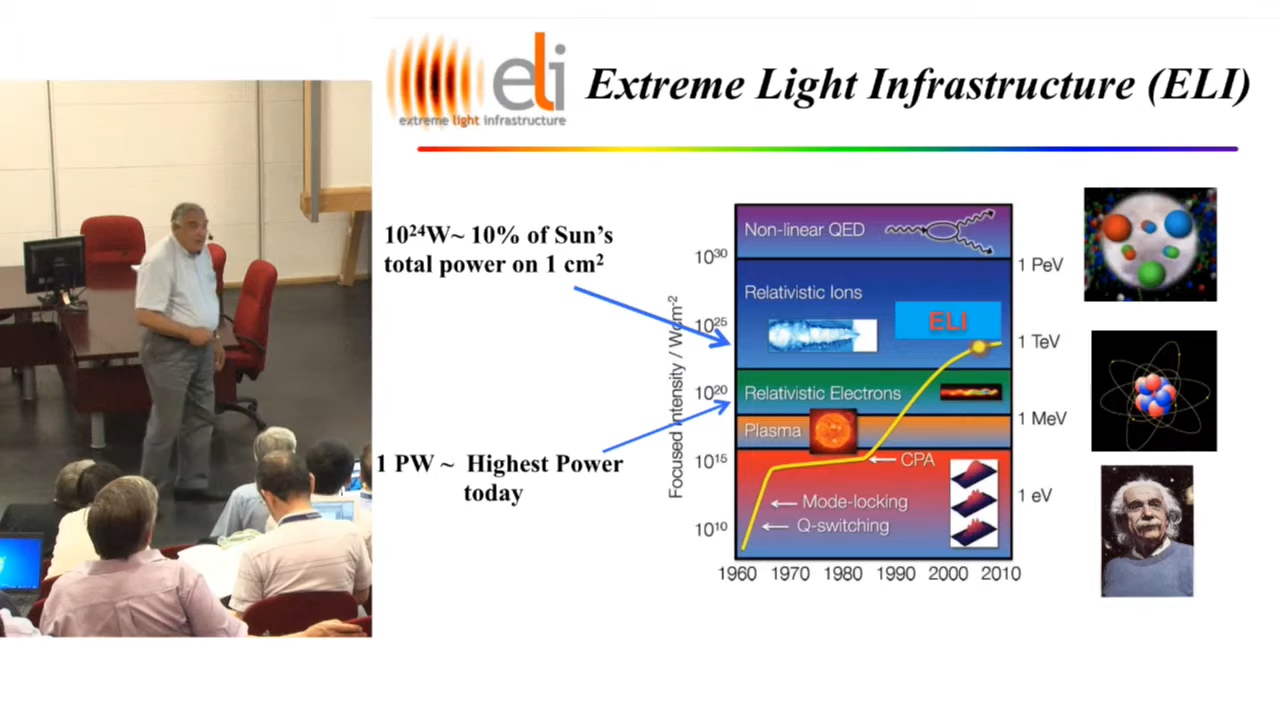 eli
extreme light infrastructure
Extreme Light Infrastructure (ELI)
10²⁴W~ 10% of Sun's
total power on 1 cm²
1 PW ~ Highest Power
today
Focused Intensity / Wcm⁻²
10³⁰
10²⁵
10²⁰
10¹⁵
10¹⁰
Non-linear QED
Relativistic Ions
ELI
Relativistic Electrons
Plasma
CPA
Mode-locking
Q-switching
1 PeV
1 TeV
1 MeV
1 eV
1960 1970 1980 1990 2000 2010